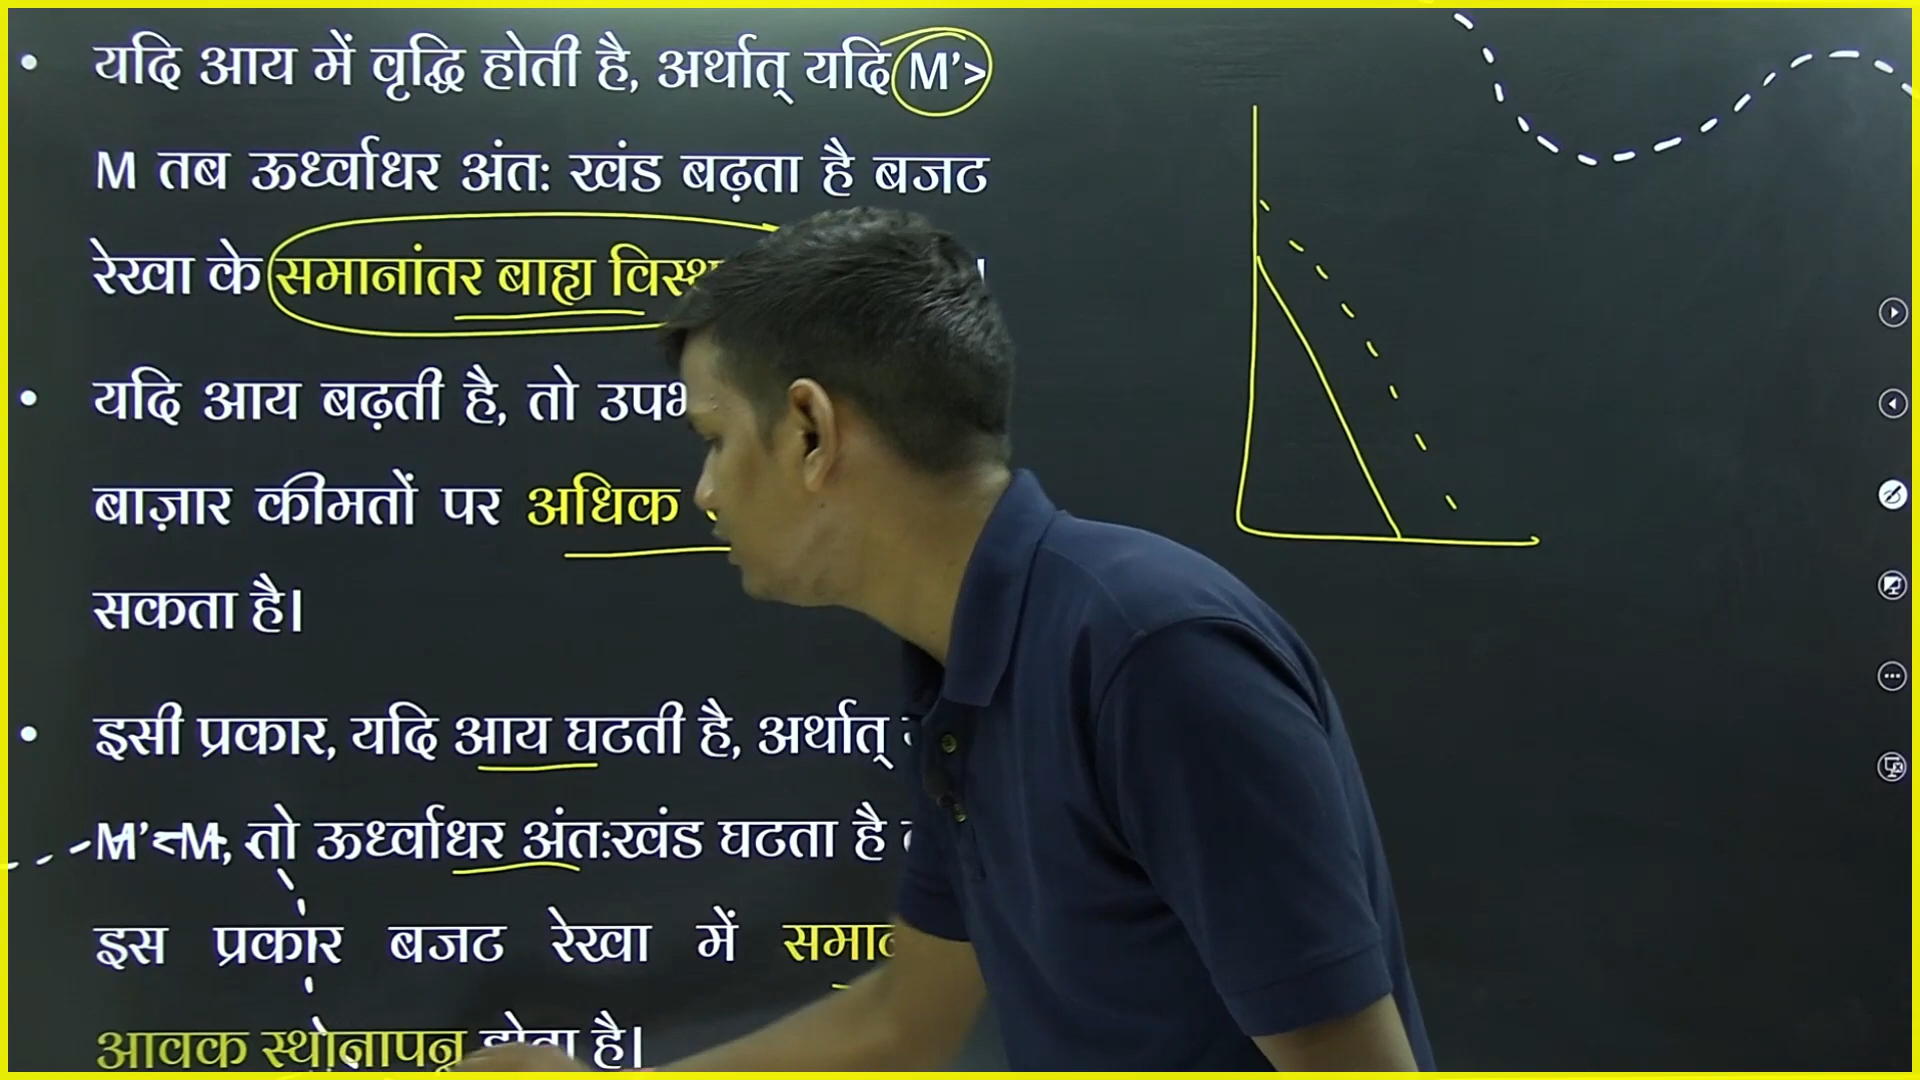 • यदि आय में वृद्धि होती है, अर्थात् यदि M’>
M तब ऊर्ध्वाधर अंतः खंड बढ़ता है बजट
रेखा के समानांतर बाह्य
• यदि आय बढ़ती है, तो
बाज़ार कीमतों पर अधिक
सकता है।
• इसी प्रकार, यदि आय घटती है, अर्थात्
M’<M, तो ऊर्ध्वाधर अंतःखंड घटता है
इस प्रकार बजट रेखा में
आवक स्थानापन्न होता है।